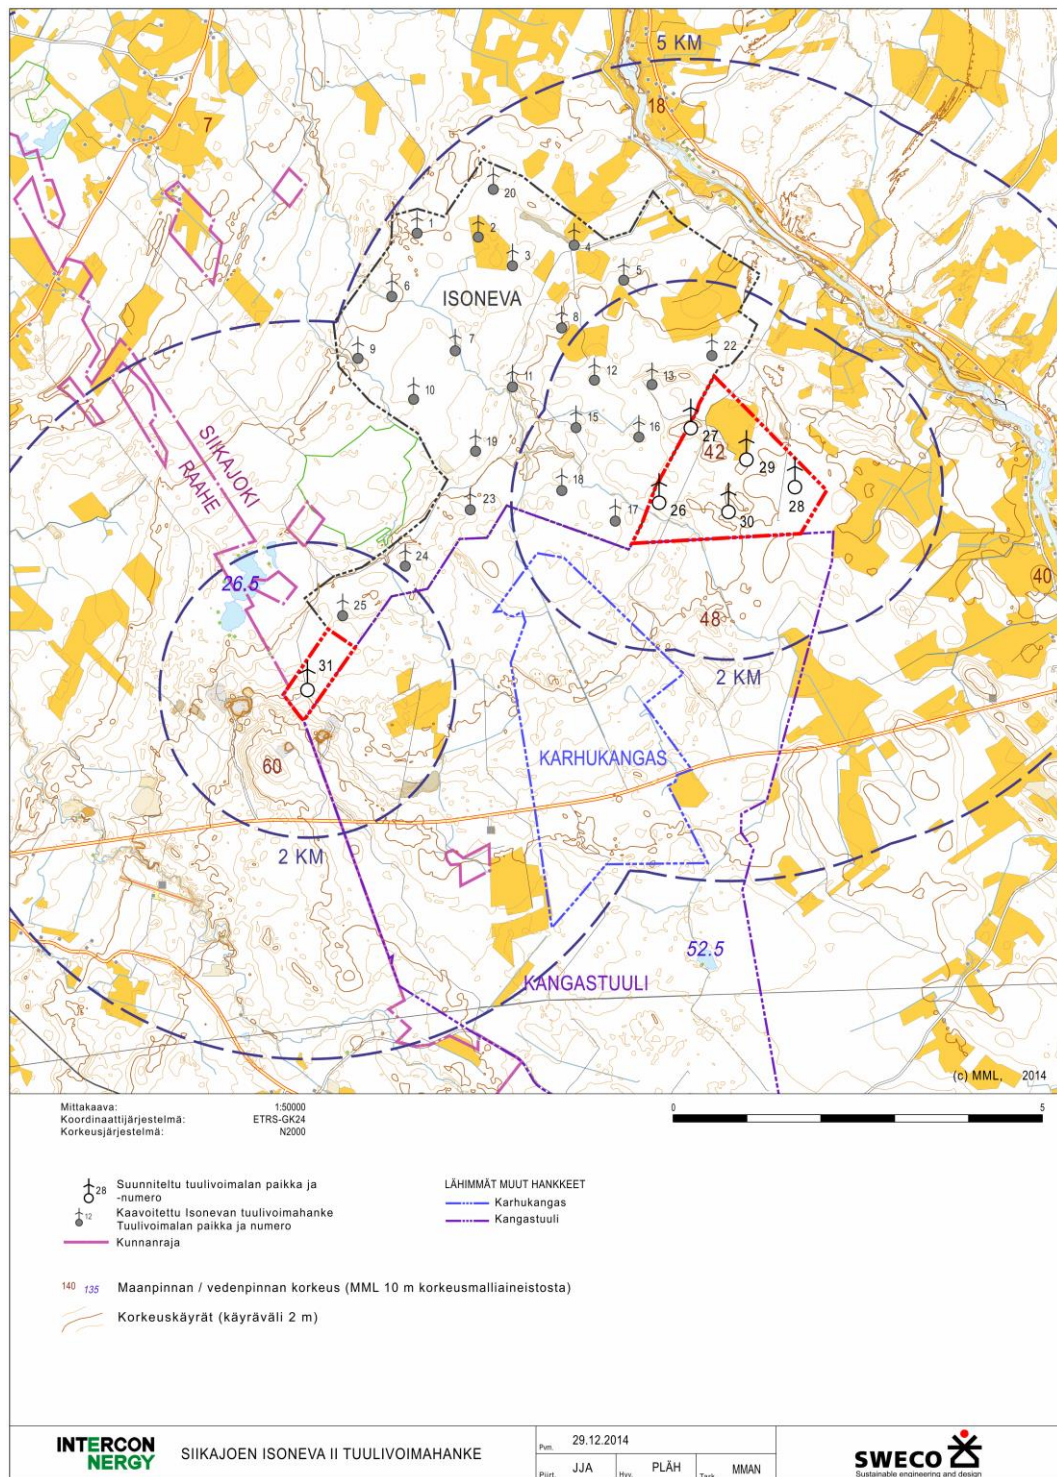 5 KM
18
7
20
1
2
4
3
5
6
ISONEVA
8
7
22
9
12
13
11
10
15
16
27
42
SIIKAJOKI
RAAHE
19
29
18
28
23
26
30
17
24
26.5
40
25
48
31
2 KM
KARHUKANGAS
60
2 KM
52.5
KANGASTUULI
(c) MML, 2014
Mittakaava: 1:50000
Koordinaattijärjestelmä: ETRS-GK24
Korkeusjärjestelmä: N2000
0 5
28 Suunniteltu tuulivoimalan paikka ja
-numero
12 Kaavoitettu Isonevan tuulivoimahanke
Tuulivoimalan paikka ja numero
Kunnanraja
LÄHIMMÄT MUUT HANKKEET
Karhukangas
Kangastuuli
140 135 Maanpinnan / vedenpinnan korkeus (MML 10 m korkeusmalliaineistosta)
Korkeuskäyrät (käyräväli 2 m)
INTERCON
NERGY
SIIKAJOEN ISONEVA II TUULIVOIMAHANKE
Pvm. 29.12.2014
Piirt. JJA Hyv. PLÄH Tark. MMAN
SWECO
Sustainable engineering and design